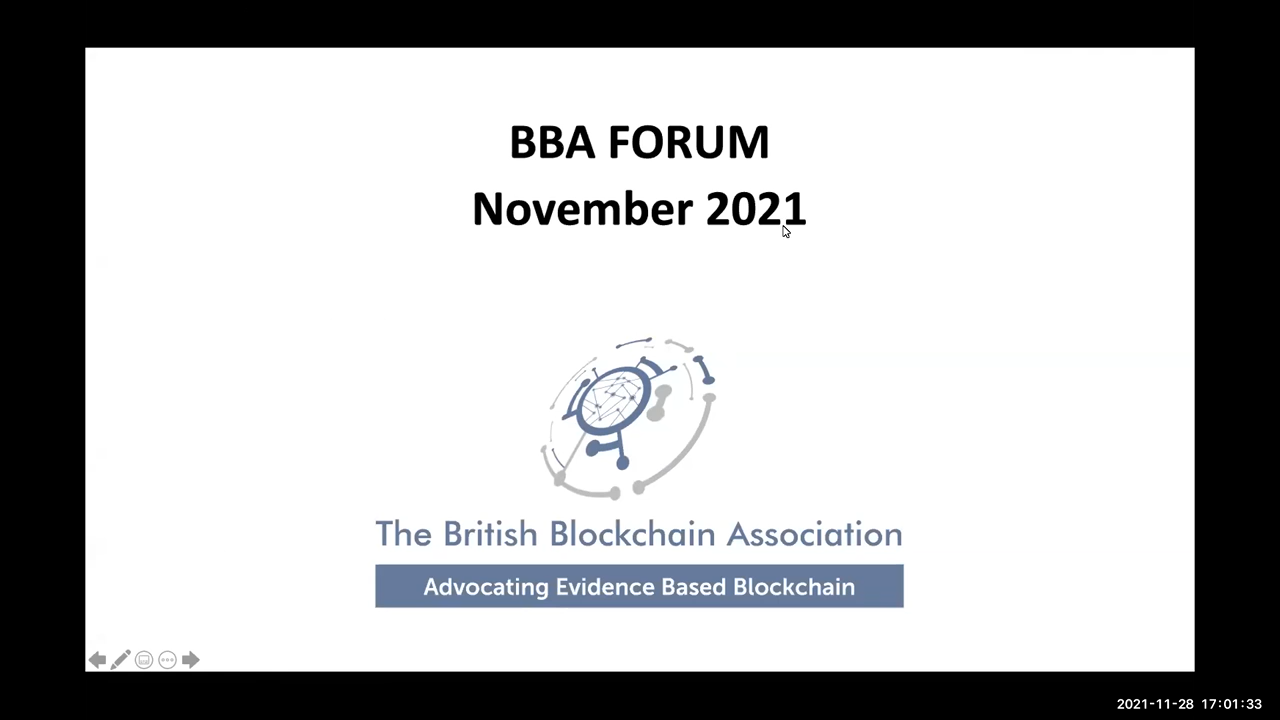 BBA FORUM
November 2021
The British Blockchain Association
Advocating Evidence Based Blockchain
2021-11-28 17:01:33